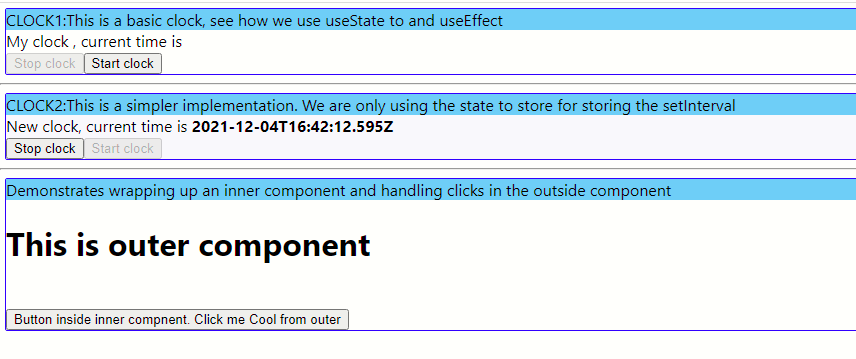 CLOCK1:This is a basic clock, see how we use useState to and useEffect
My clock , current time is
Stop clock Start clock
CLOCK2:This is a simpler implementation. We are only using the state to store for storing the setInterval
New clock, current time is 2021-12-04T16:42:12.595Z
Stop clock Start clock
Demonstrates wrapping up an inner component and handling clicks in the outside component
This is outer component
Button inside inner compnent. Click me Cool from outer